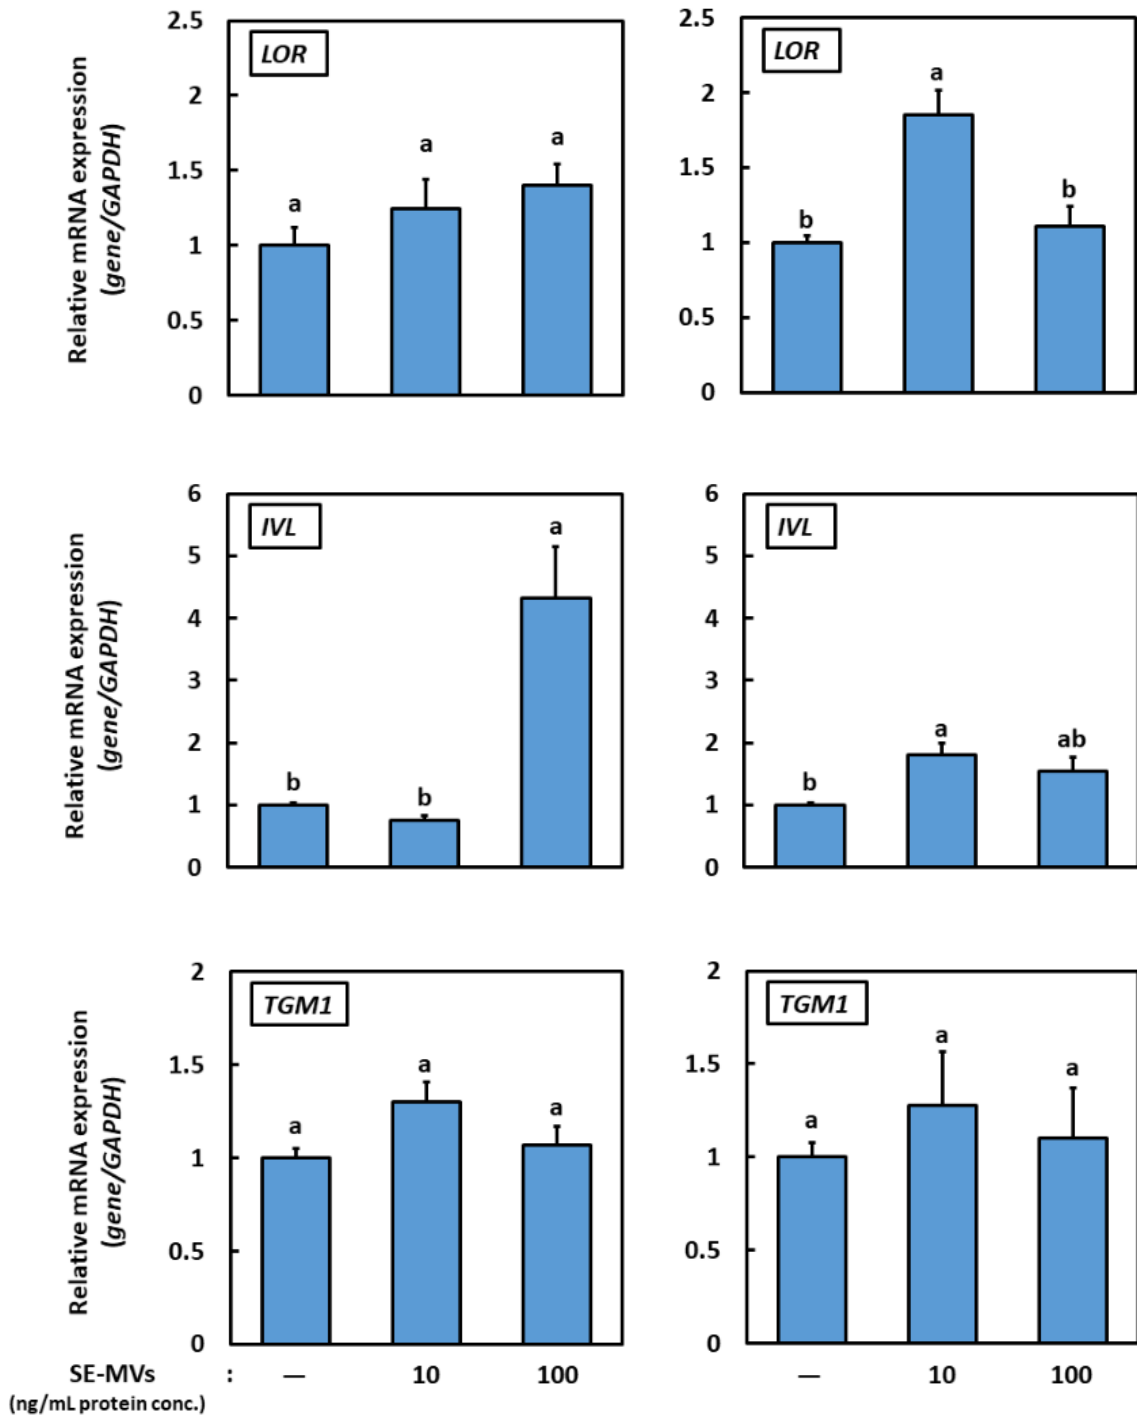 Relative mRNA expression
(gene/GAPDH)
LOR
2.5
2
1.5
1
0.5
0
a
a
a
LOR
2.5
2
1.5
1
0.5
0
b
a
b
Relative mRNA expression
(gene/GAPDH)
IVL
6
5
4
3
2
1
0
b
b
a
IVL
6
5
4
3
2
1
0
b
a
ab
Relative mRNA expression
(gene/GAPDH)
TGM1
2
1.5
1
0.5
0
a
a
a
TGM1
2
1.5
1
0.5
0
a
a
a
SE-MVs : — 10 100 — 10 100
(ng/mL protein conc.)